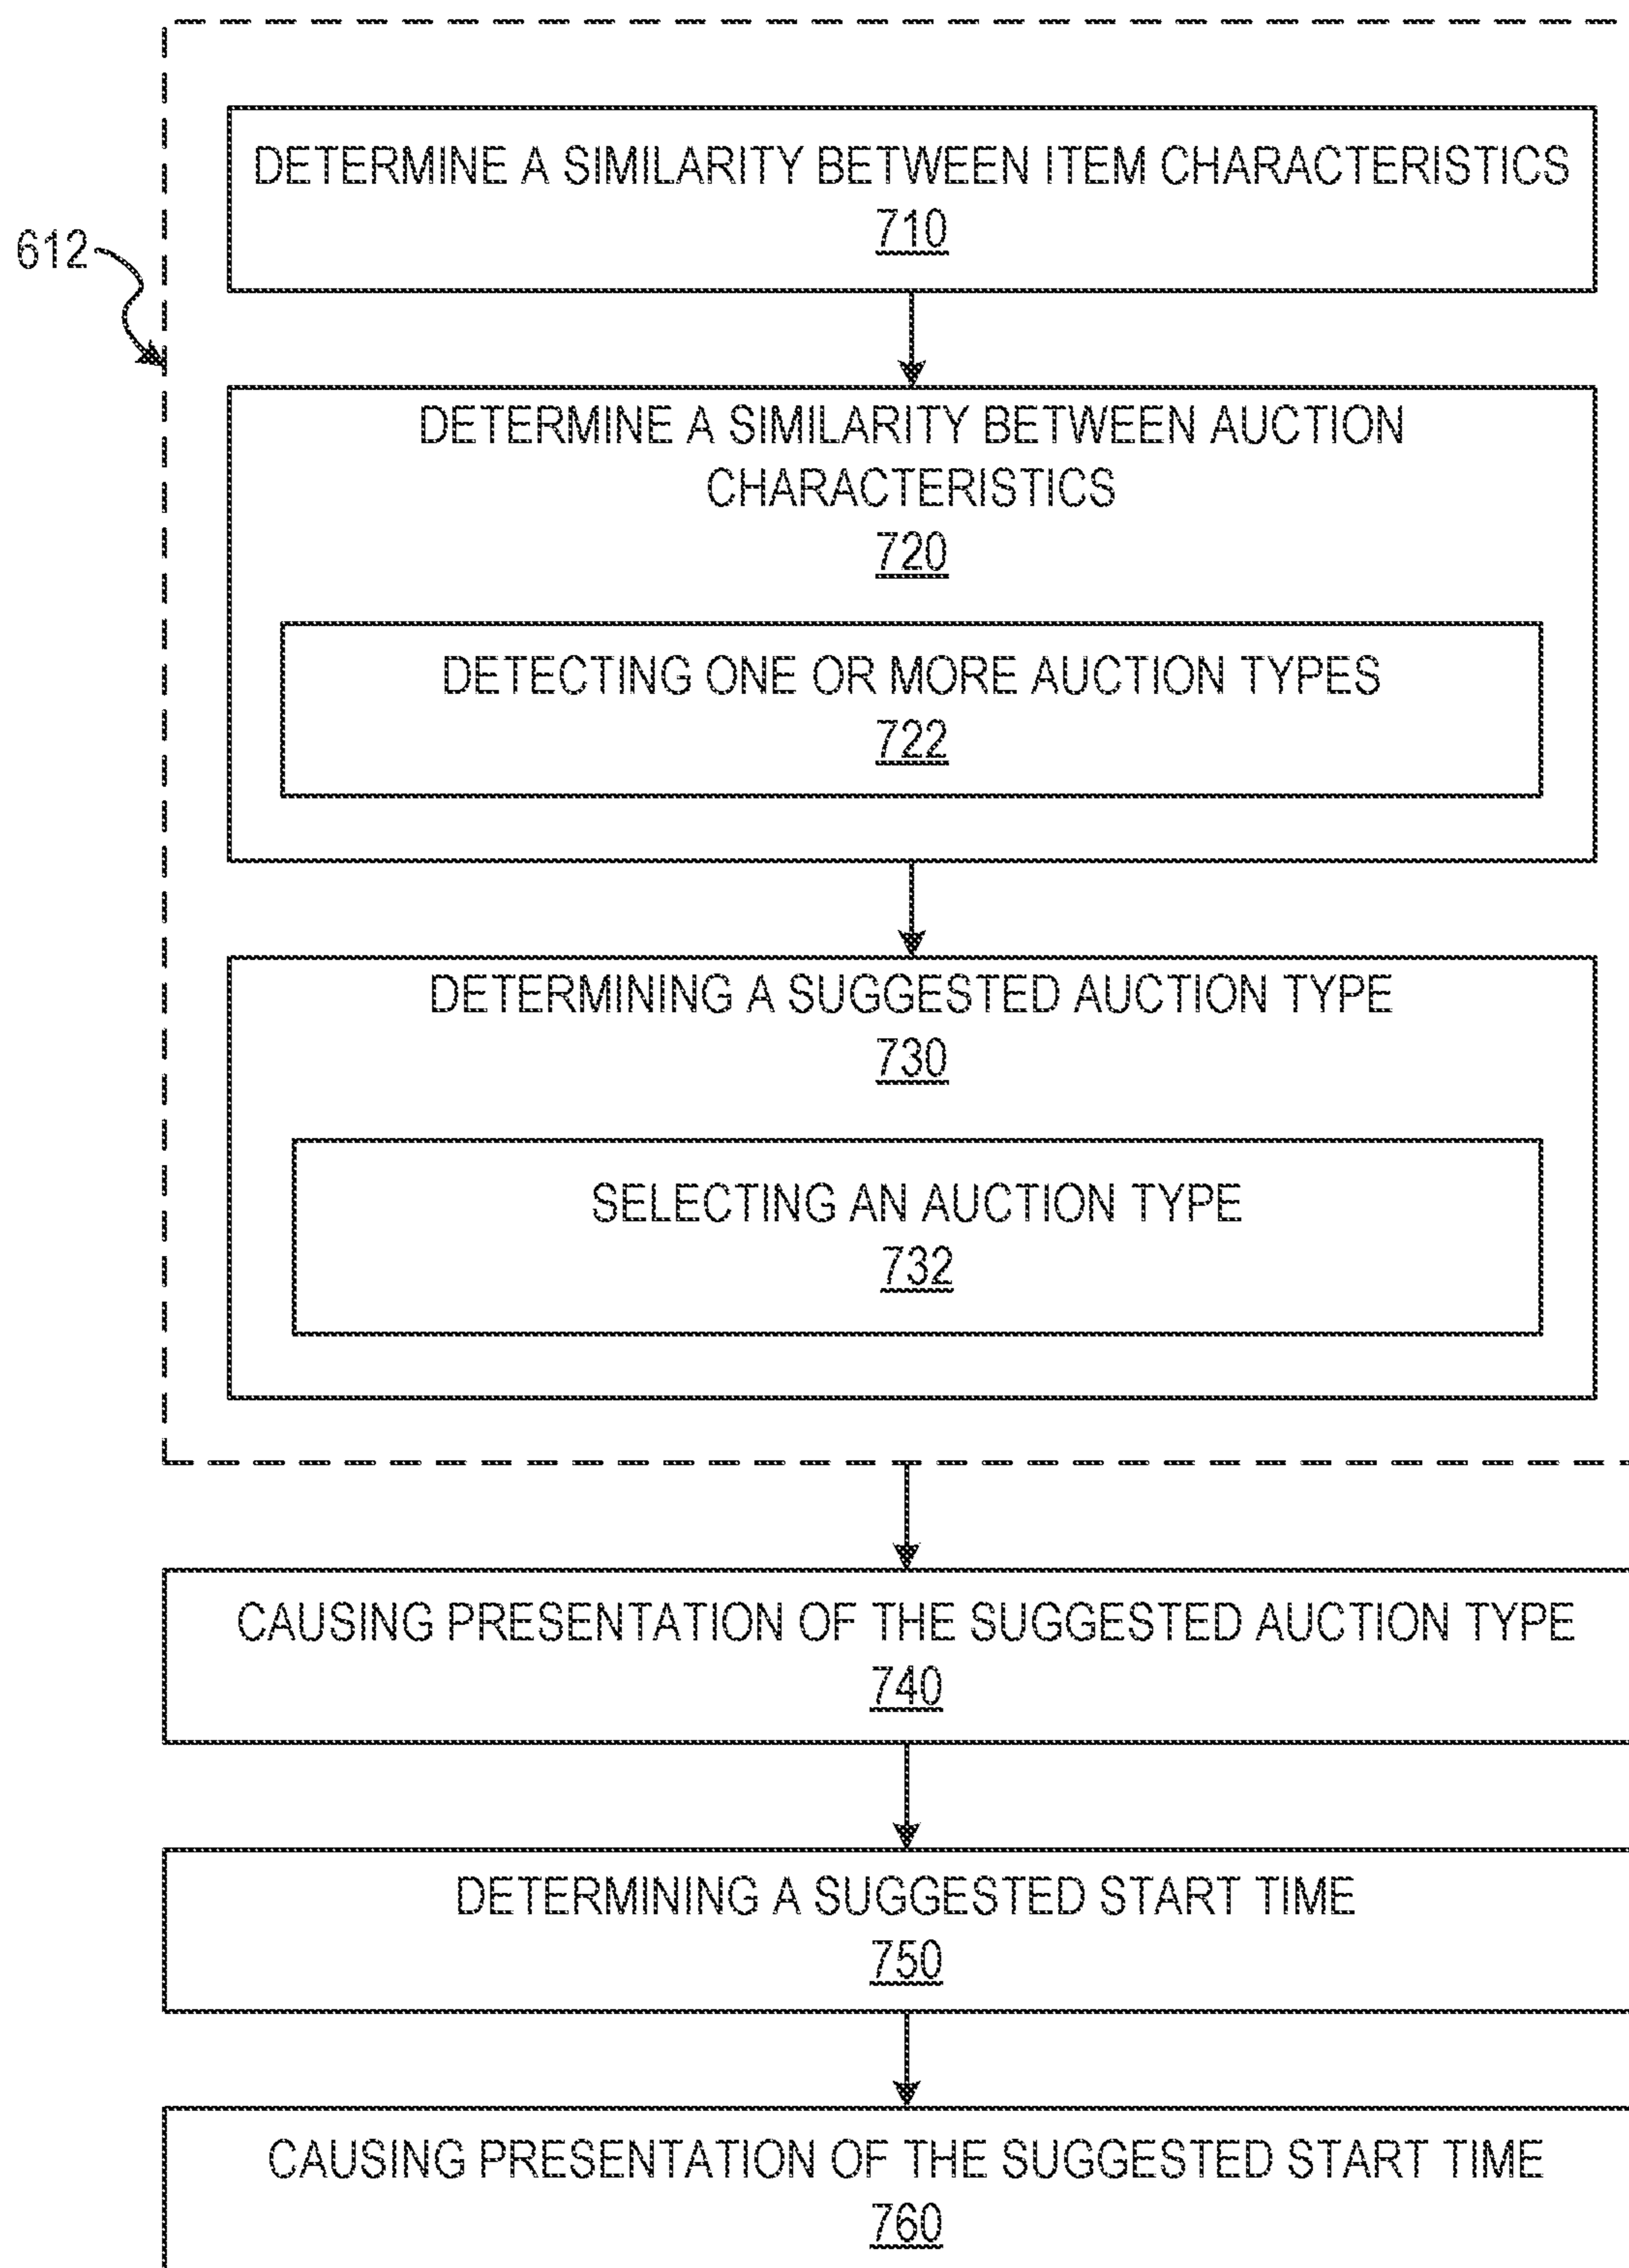 DETERMINE A SIMILARITY BETWEEN ITEM CHARACTERISTICS
710
612
DETERMINE A SIMILARITY BETWEEN AUCTION
CHARACTERISTICS
720
DETECTING ONE OR MORE AUCTION TYPES
722
DETERMINING A SUGGESTED AUCTION TYPE
730
SELECTING AN AUCTION TYPE
732
CAUSING PRESENTATION OF THE SUGGESTED AUCTION TYPE
740
DETERMINING A SUGGESTED START TIME
750
CAUSING PRESENTATION OF THE SUGGESTED START TIME
760